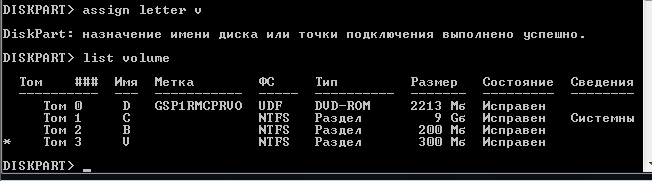 DISKPART> assign letter v
DiskPart: назначение имени диска или точки подключения выполнено успешно.
DISKPART> list volume
Том ### Имя Метка ФС Тип Размер Состояние Сведения
---------- --- ----------- ----- ---------- ------- --------- --------
Том 0 D GSP1RMCPRVO UDF DVD-ROM 2213 Мб Исправен
Том 1 C NTFS Раздел 9 Gб Исправен Системны
Том 2 B NTFS Раздел 200 Мб Исправен
* Том 3 V NTFS Раздел 300 Мб Исправен
DISKPART> _